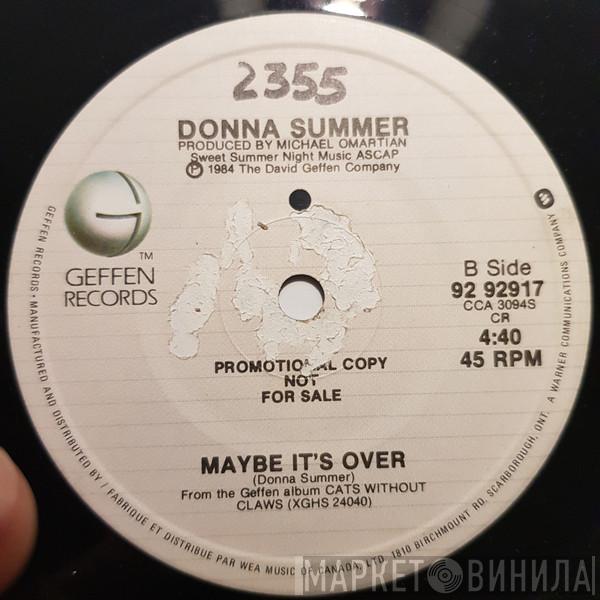 2355
DONNA SUMMER
PRODUCED BY MICHAEL OMARTIAN
Sweet Summer Night Music ASCAP
Ⓟ 1984 The David Geffen Company
TM
GEFFEN
RECORDS
B Side
92 92917
CCA 3094S
CR
4:40
45 RPM
PROMOTIONAL COPY
NOT
FOR SALE
MAYBE IT'S OVER
(Donna Summer)
From the Geffen album CATS WITHOUT
CLAWS (XGHS 24040)
GEFFEN RECORDS • MANUFACTURED AND DISTRIBUTED BY / FABRIQUE ET DISTRIBUE PAR WEA MUSIC OF CANADA, LTD. 1810 BIRCHMOUNT RD, SCARBOROUGH, ONT. A WARNER COMMUNICATIONS COMPANY
МАРКЕТ ВИНИЛА